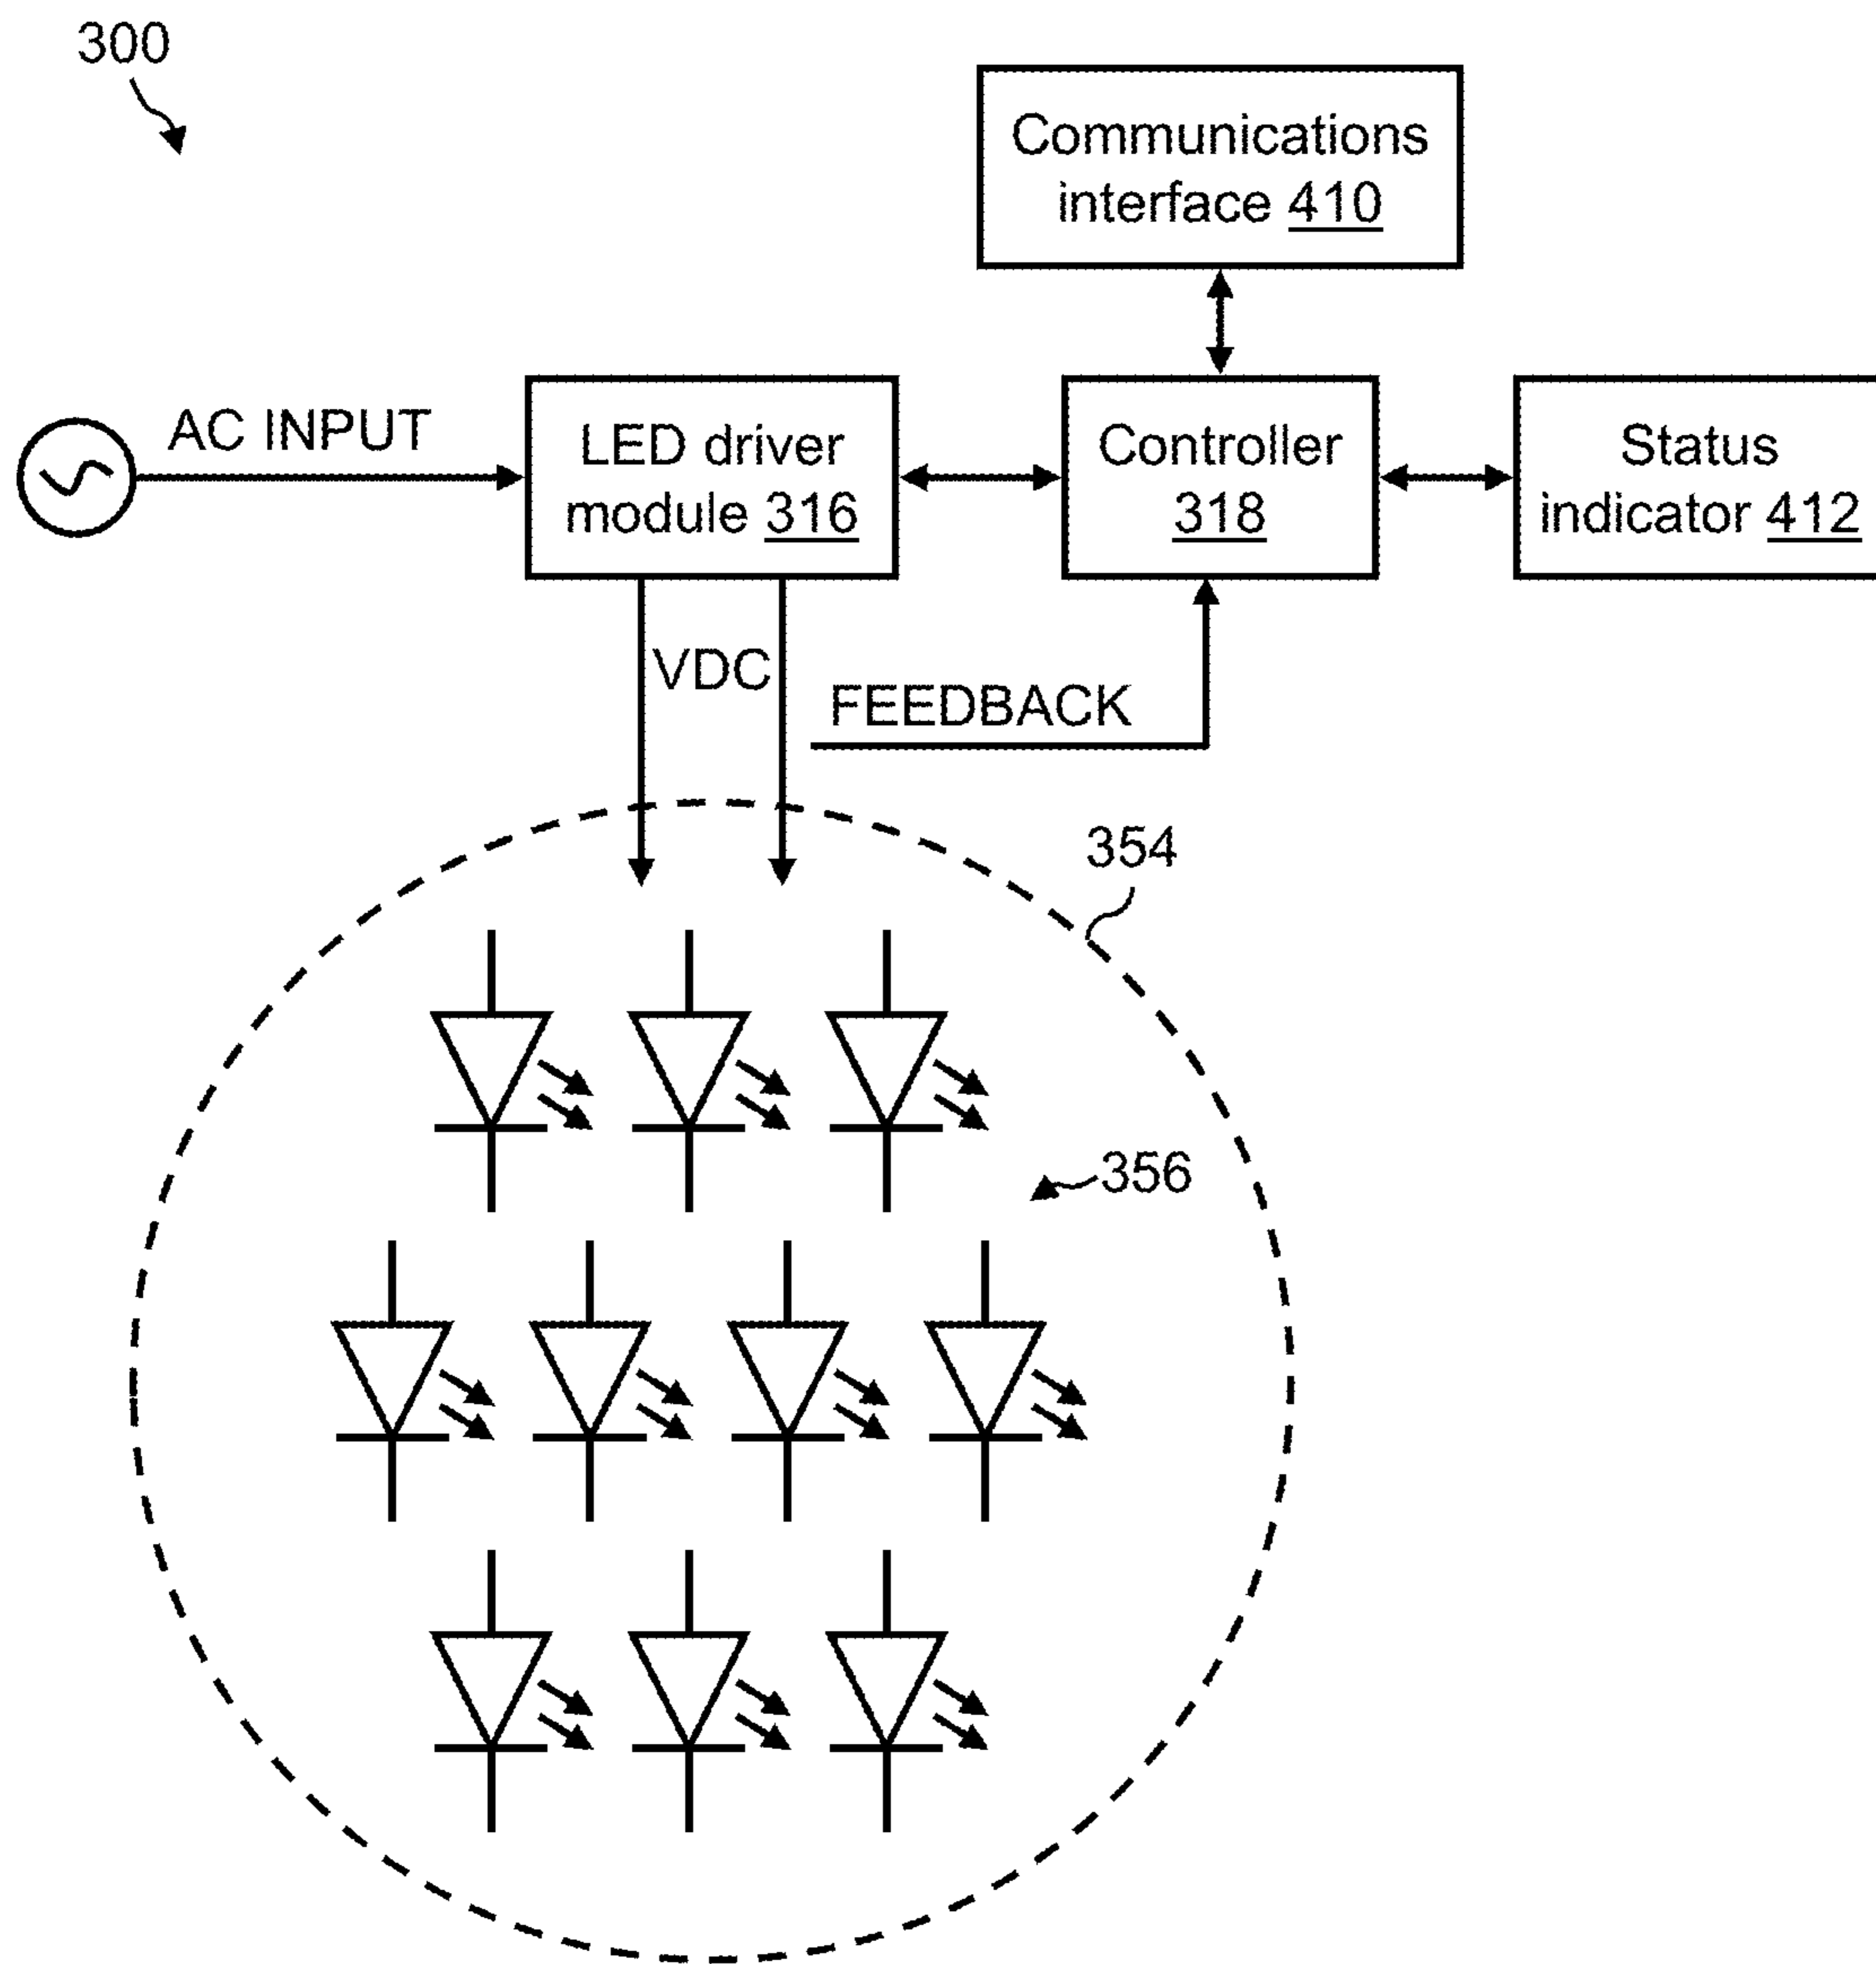 300
Communications
interface 410
AC INPUT
LED driver
module 316
Controller
318
Status
indicator 412
VDC
FEEDBACK
354
356